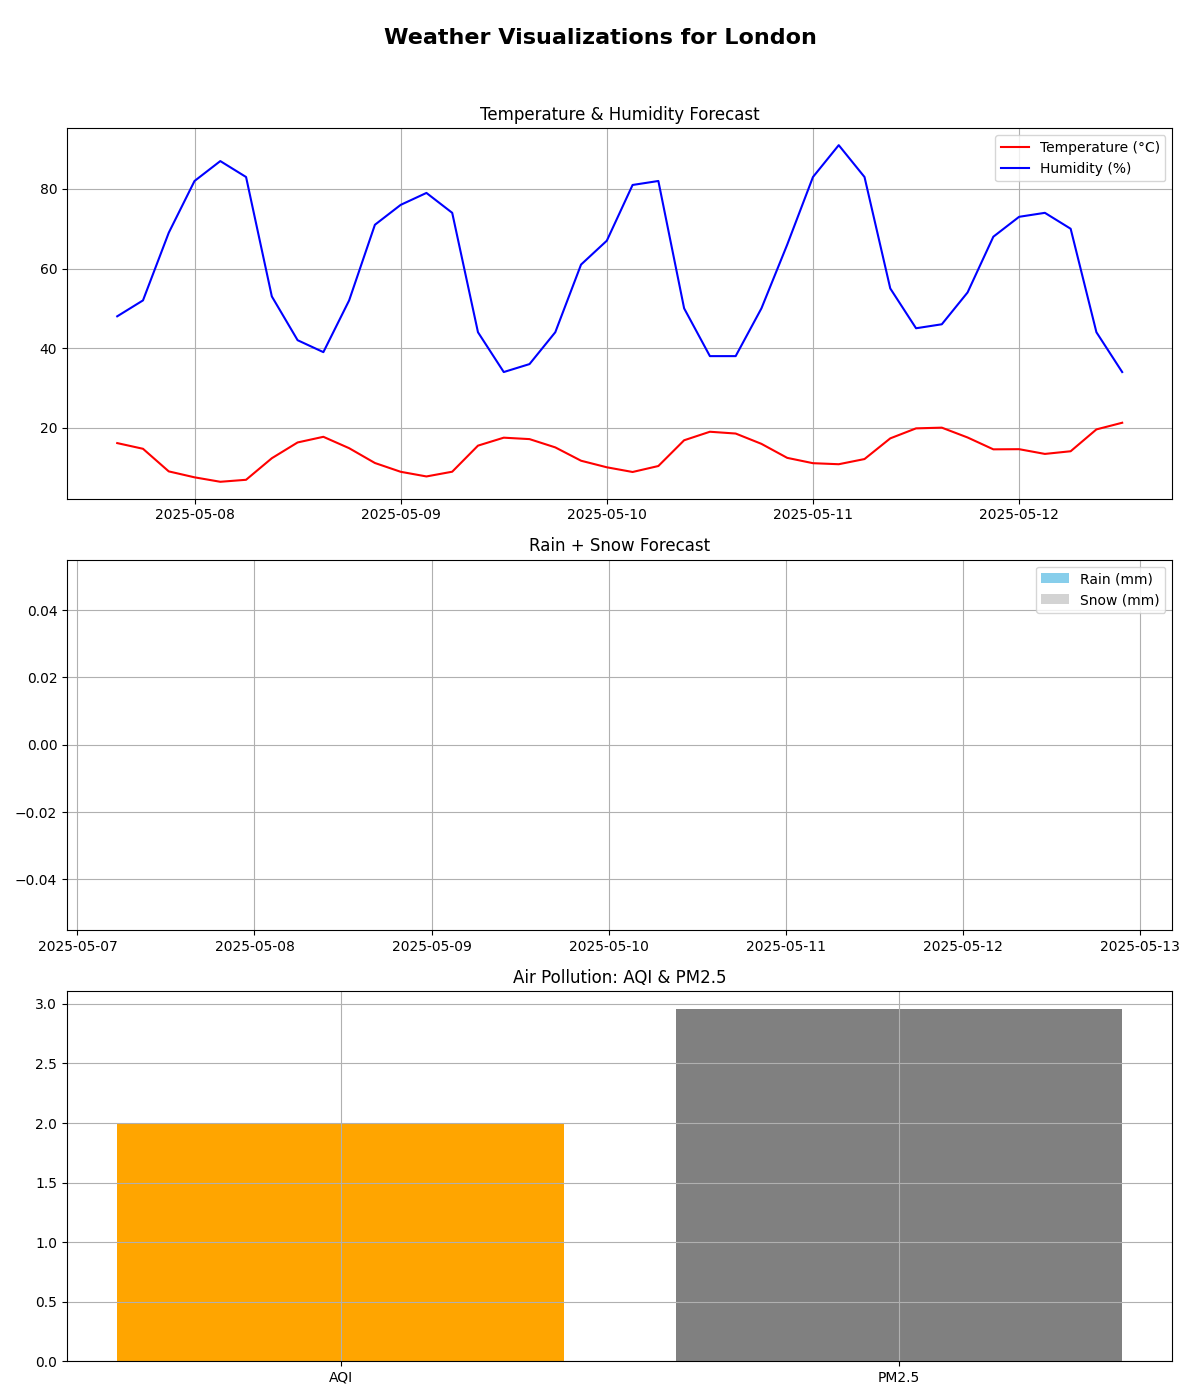 Weather Visualizations for London
Temperature & Humidity Forecast
Temperature (°C)
Humidity (%)
80
60
40
20
2025-05-08 2025-05-09 2025-05-10 2025-05-11 2025-05-12
Rain + Snow Forecast
Rain (mm)
Snow (mm)
0.04
0.02
0.00
−0.02
−0.04
2025-05-07 2025-05-08 2025-05-09 2025-05-10 2025-05-11 2025-05-12 2025-05-13
Air Pollution: AQI & PM2.5
3.0
2.5
2.0
1.5
1.0
0.5
0.0
AQI PM2.5